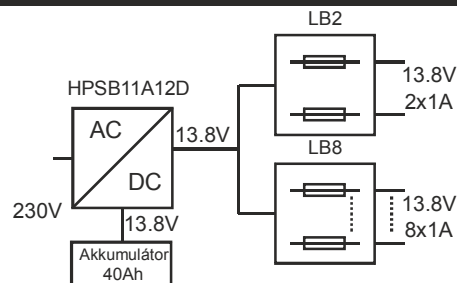 LB2
13.8V
2x1A
HPSB11A12D
AC
DC
13.8V
230V
13.8V
Akkumulátor
40Ah
LB8
13.8V
8x1A